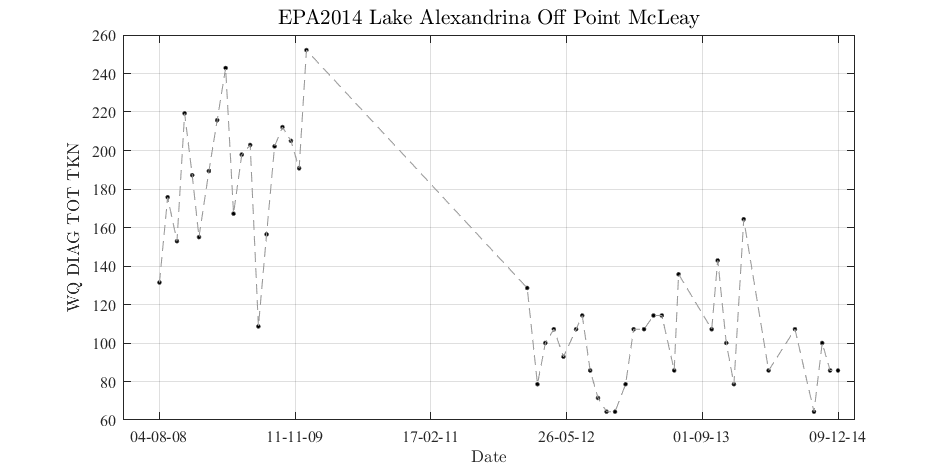 EPA2014 Lake Alexandrina Off Point McLeay
260
240
220
200
180
160
140
120
100
80
60
WQ DIAG TOT TKN
04-08-08 11-11-09 17-02-11 26-05-12 01-09-13 09-12-14
Date